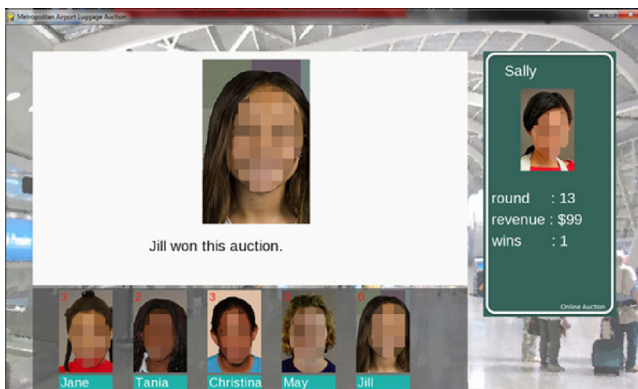 Metropolitan Airport Luggage Auction
Sally
round : 13
revenue : $99
wins : 1
Online Auction
Jill won this auction.
3 2 3 0
Jane Tania Christina May Jill